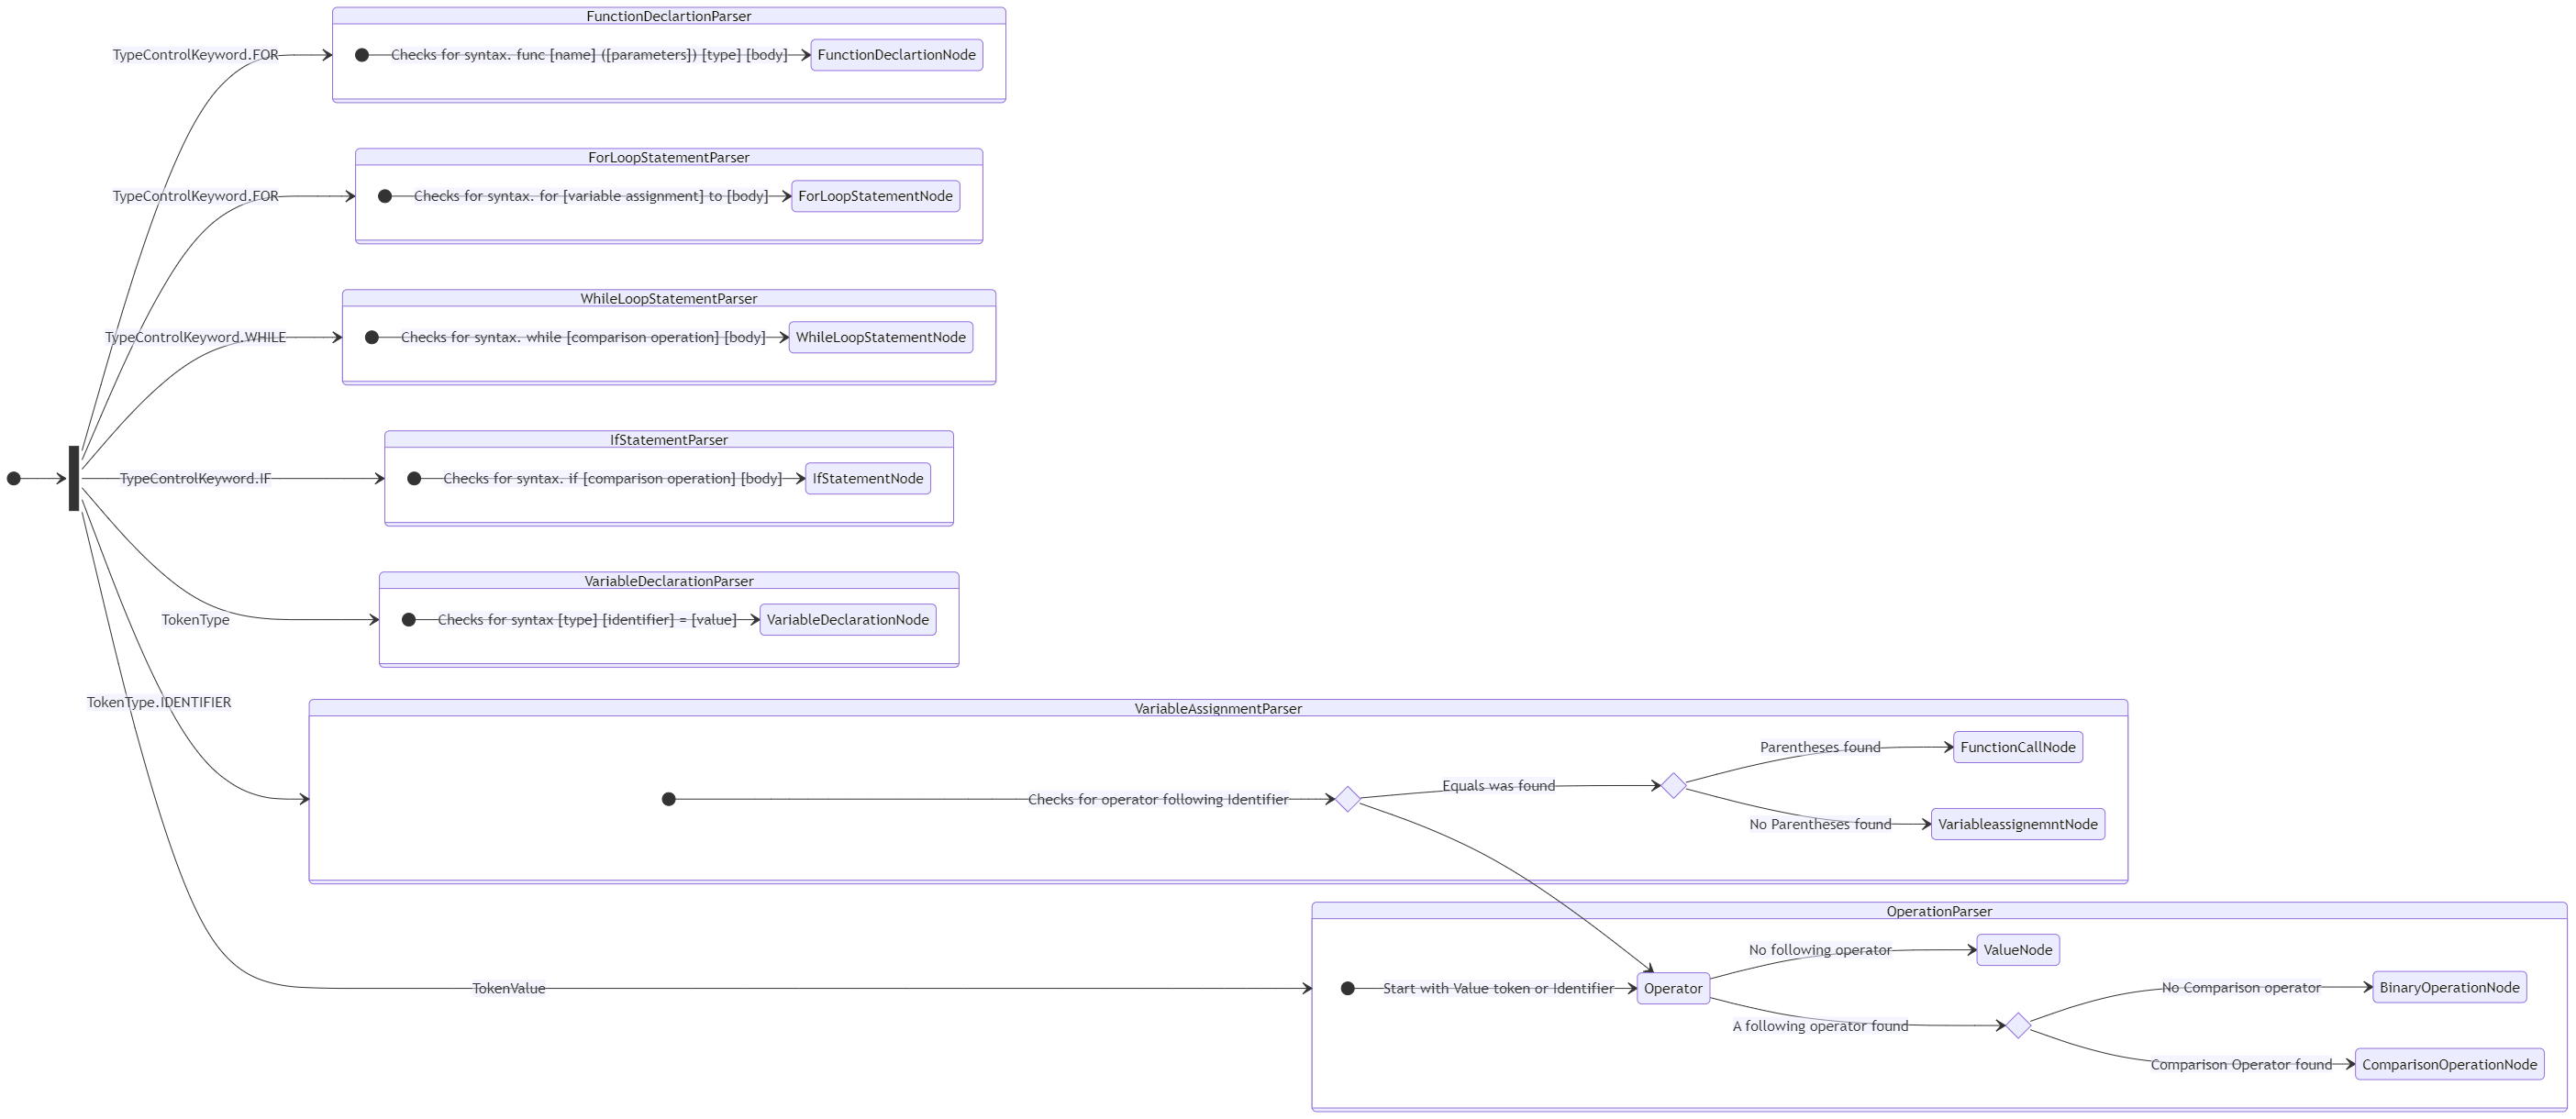 FunctionDeclartionParser
TypeControlKeyword.FOR
Checks for syntax. func [name] ([parameters]) [type] [body]
FunctionDeclartionNode
ForLoopStatementParser
TypeControlKeyword.FOR
Checks for syntax. for [variable assignment] to [body]
ForLoopStatementNode
WhileLoopStatementParser
TypeControlKeyword.WHILE
Checks for syntax. while [comparison operation] [body]
WhileLoopStatementNode
IfStatementParser
TypeControlKeyword.IF
Checks for syntax. if [comparison operation] [body]
IfStatementNode
VariableDeclarationParser
TokenType
Checks for syntax [type] [identifier] = [value]
VariableDeclarationNode
TokenType.IDENTIFIER
VariableAssignmentParser
Parentheses found
FunctionCallNode
Equals was found
Checks for operator following Identifier
No Parentheses found
VariableassignemntNode
OperationParser
No following operator
ValueNode
TokenValue
Start with Value token or Identifier
Operator
No Comparison operator
BinaryOperationNode
A following operator found
Comparison Operator found
ComparisonOperationNode